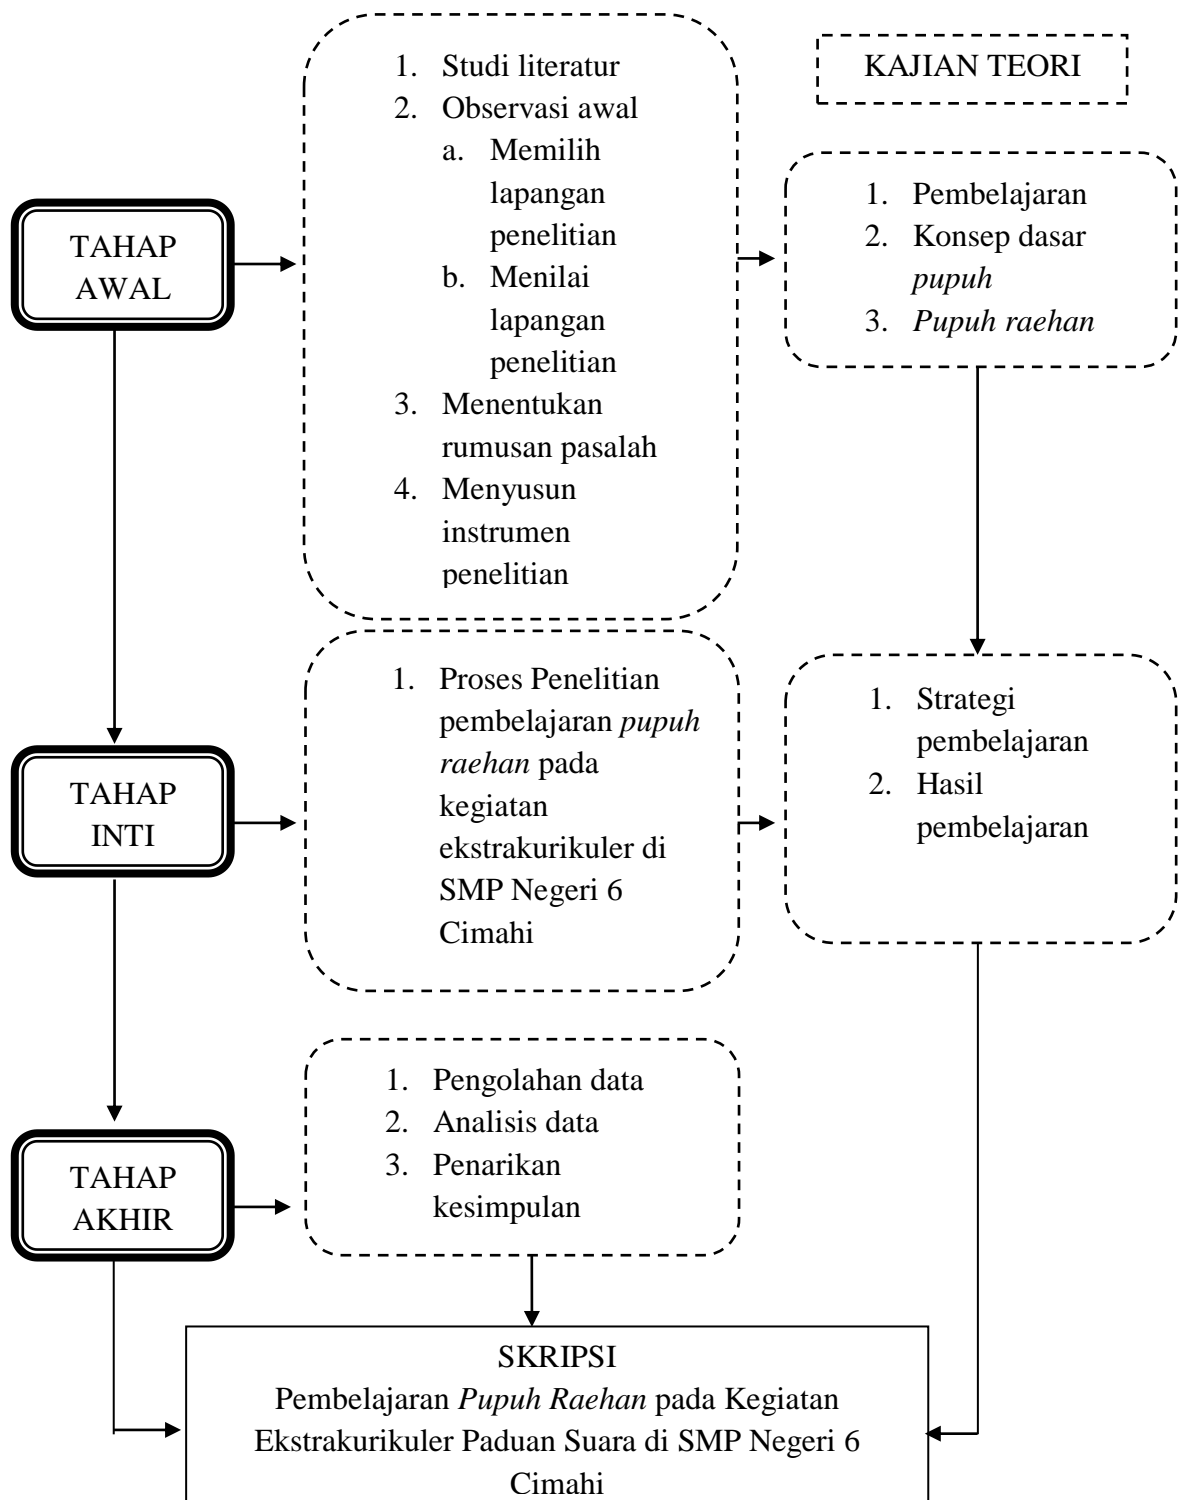 1. Studi literatur
2. Observasi awal
a. Memilih
lapangan
penelitian
b. Menilai
lapangan
penelitian
3. Menentukan
rumusan pasalah
4. Menyusun
instrumen
penelitian
KAJIAN TEORI
TAHAP
AWAL
1. Pembelajaran
2. Konsep dasar
pupuh
3. Pupuh raehan
TAHAP
INTI
1. Proses Penelitian
pembelajaran pupuh
raehan pada
kegiatan
ekstrakurikuler di
SMP Negeri 6
Cimahi
1. Strategi
pembelajaran
2. Hasil
pembelajaran
TAHAP
AKHIR
1. Pengolahan data
2. Analisis data
3. Penarikan
kesimpulan
SKRIPSI
Pembelajaran Pupuh Raehan pada Kegiatan
Ekstrakurikuler Paduan Suara di SMP Negeri 6
Cimahi